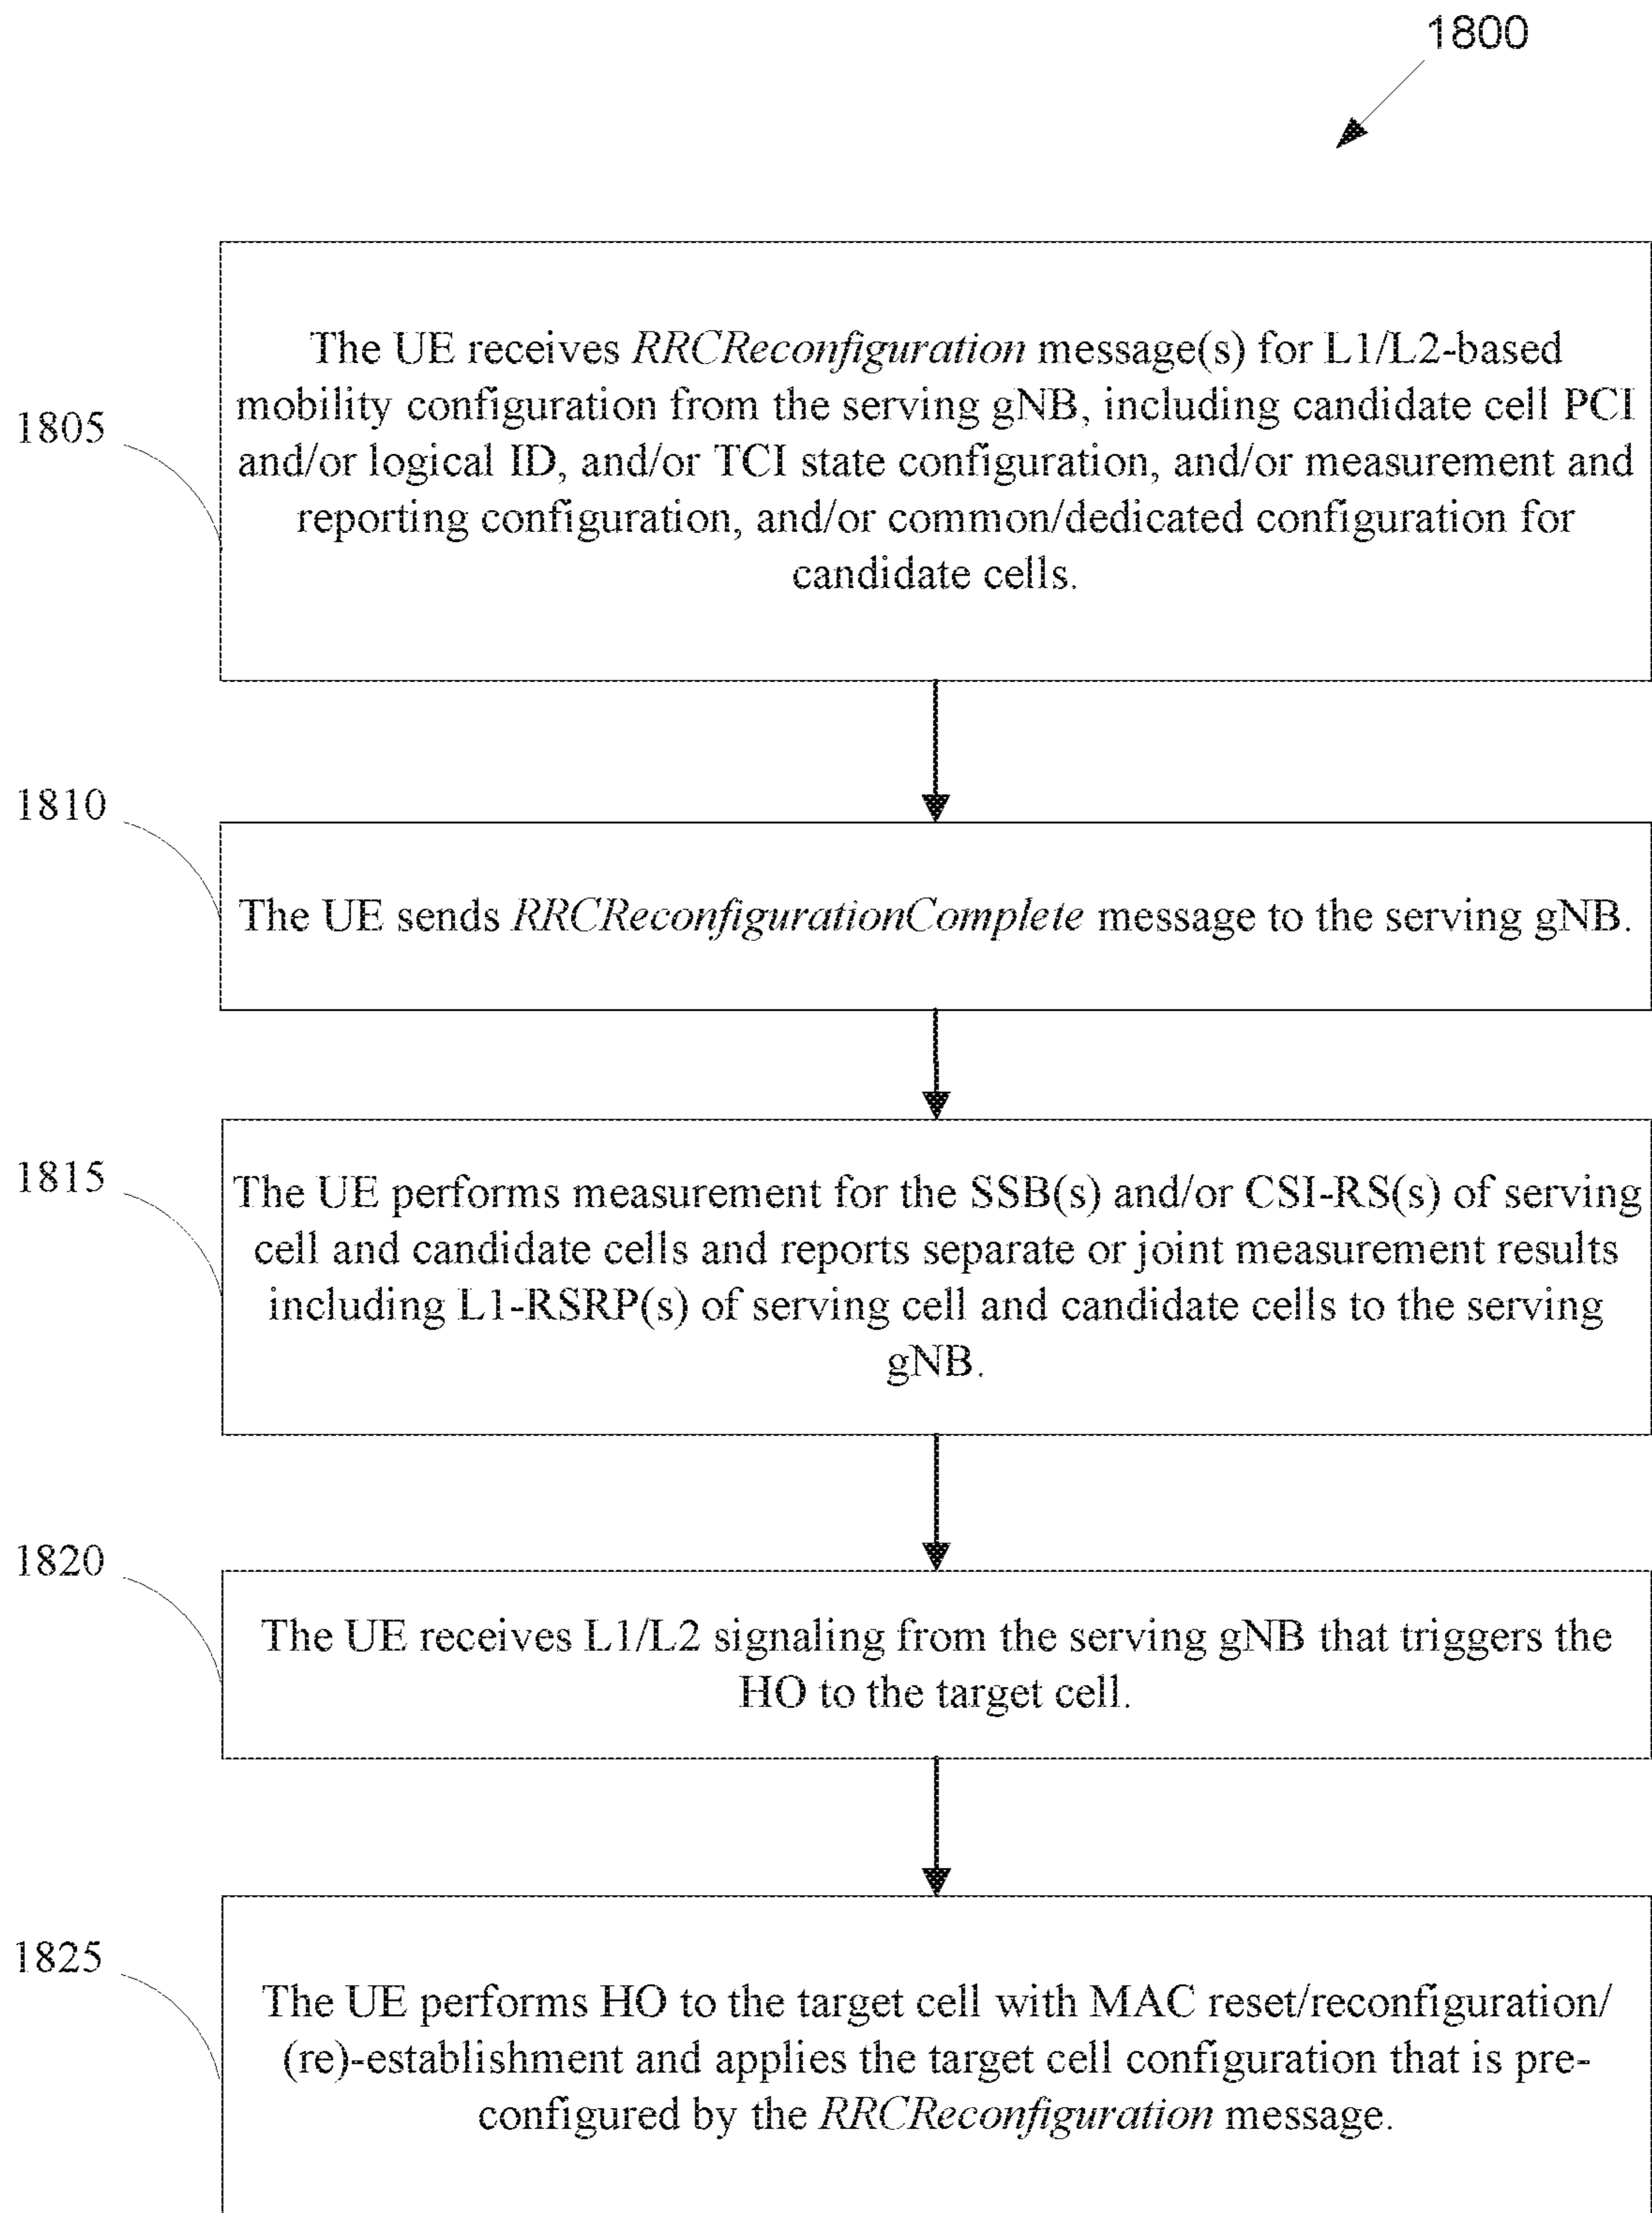 1800
1805
The UE receives RRCReconfiguration message(s) for L1/L2-based
mobility configuration from the serving gNB, including candidate cell PCI
and/or logical ID, and/or TCI state configuration, and/or measurement and
reporting configuration, and/or common/dedicated configuration for
candidate cells.
1810
The UE sends RRCReconfigurationComplete message to the serving gNB.
1815
The UE performs measurement for the SSB(s) and/or CSI-RS(s) of serving
cell and candidate cells and reports separate or joint measurement results
including L1-RSRP(s) of serving cell and candidate cells to the serving
gNB.
1820
The UE receives L1/L2 signaling from the serving gNB that triggers the
HO to the target cell.
1825
The UE performs HO to the target cell with MAC reset/reconfiguration/
(re)-establishment and applies the target cell configuration that is pre-
configured by the RRCReconfiguration message.